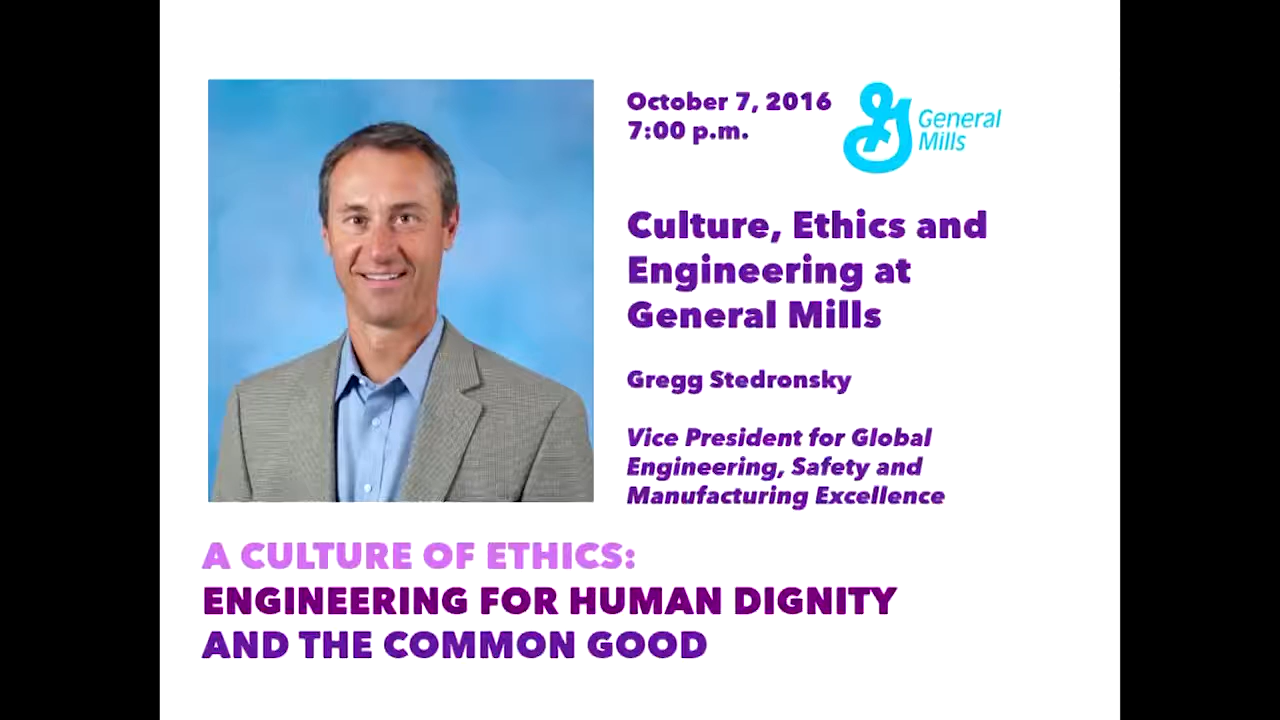 October 7, 2016
7:00 p.m.
General
Mills
Culture, Ethics and
Engineering at
General Mills
Gregg Stedronsky
Vice President for Global
Engineering, Safety and
Manufacturing Excellence
A CULTURE OF ETHICS:
ENGINEERING FOR HUMAN DIGNITY
AND THE COMMON GOOD